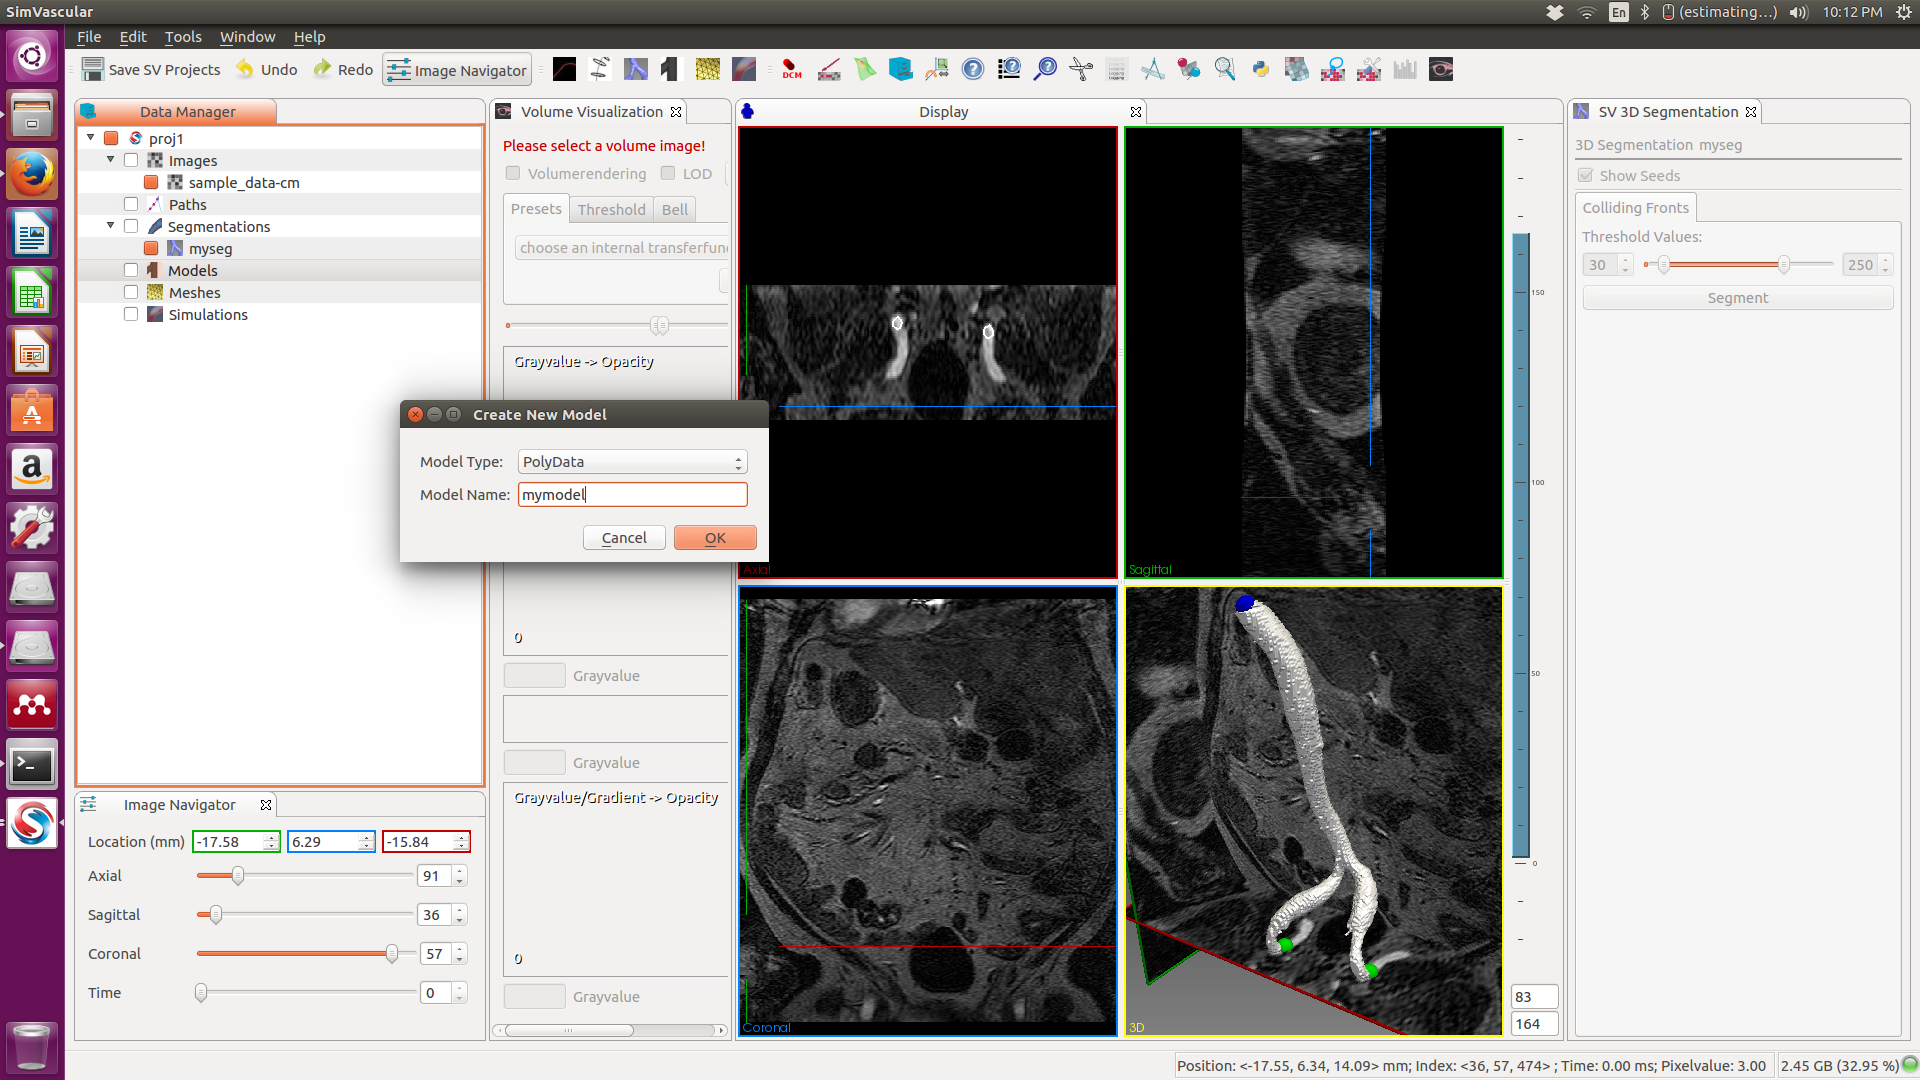 SimVascular
En
(estimating...)
10:12 PM
File Edit Tools Window Help
Save SV Projects Undo Redo Image Navigator
DCM
Data Manager
proj1
Images
sample_data-cm
Paths
Segmentations
myseg
Models
Meshes
Simulations
Volume Visualization
Please select a volume image!
Volumerendering LOD
Presets Threshold Bell
choose an internal transferfun
Grayvalue -> Opacity
0
Grayvalue
Grayvalue
Grayvalue/Gradient -> Opacity
0
Grayvalue
Create New Model
Model Type: PolyData
Model Name: mymodel
Cancel OK
Display
Axial
Sagittal
Coronal
3D
150
100
50
0
83
164
SV 3D Segmentation
3D Segmentation myseg
Show Seeds
Colliding Fronts
Threshold Values:
30 250
Segment
Image Navigator
Location (mm) -17.58 6.29 -15.84
Axial 91
Sagittal 36
Coronal 57
Time 0
Position: <-17.55, 6.34, 14.09> mm; Index: <36, 57, 474> ; Time: 0.00 ms; Pixelvalue: 3.00 2.45 GB (32.95 %)